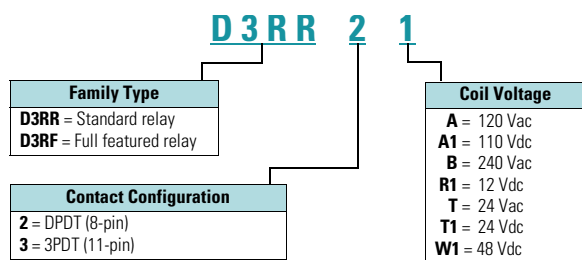 D3RR 2 1
Family Type
D3RR = Standard relay
D3RF = Full featured relay
Contact Configuration
2 = DPDT (8-pin)
3 = 3PDT (11-pin)
Coil Voltage
A = 120 Vac
A1 = 110 Vdc
B = 240 Vac
R1 = 12 Vdc
T = 24 Vac
T1 = 24 Vdc
W1 = 48 Vdc